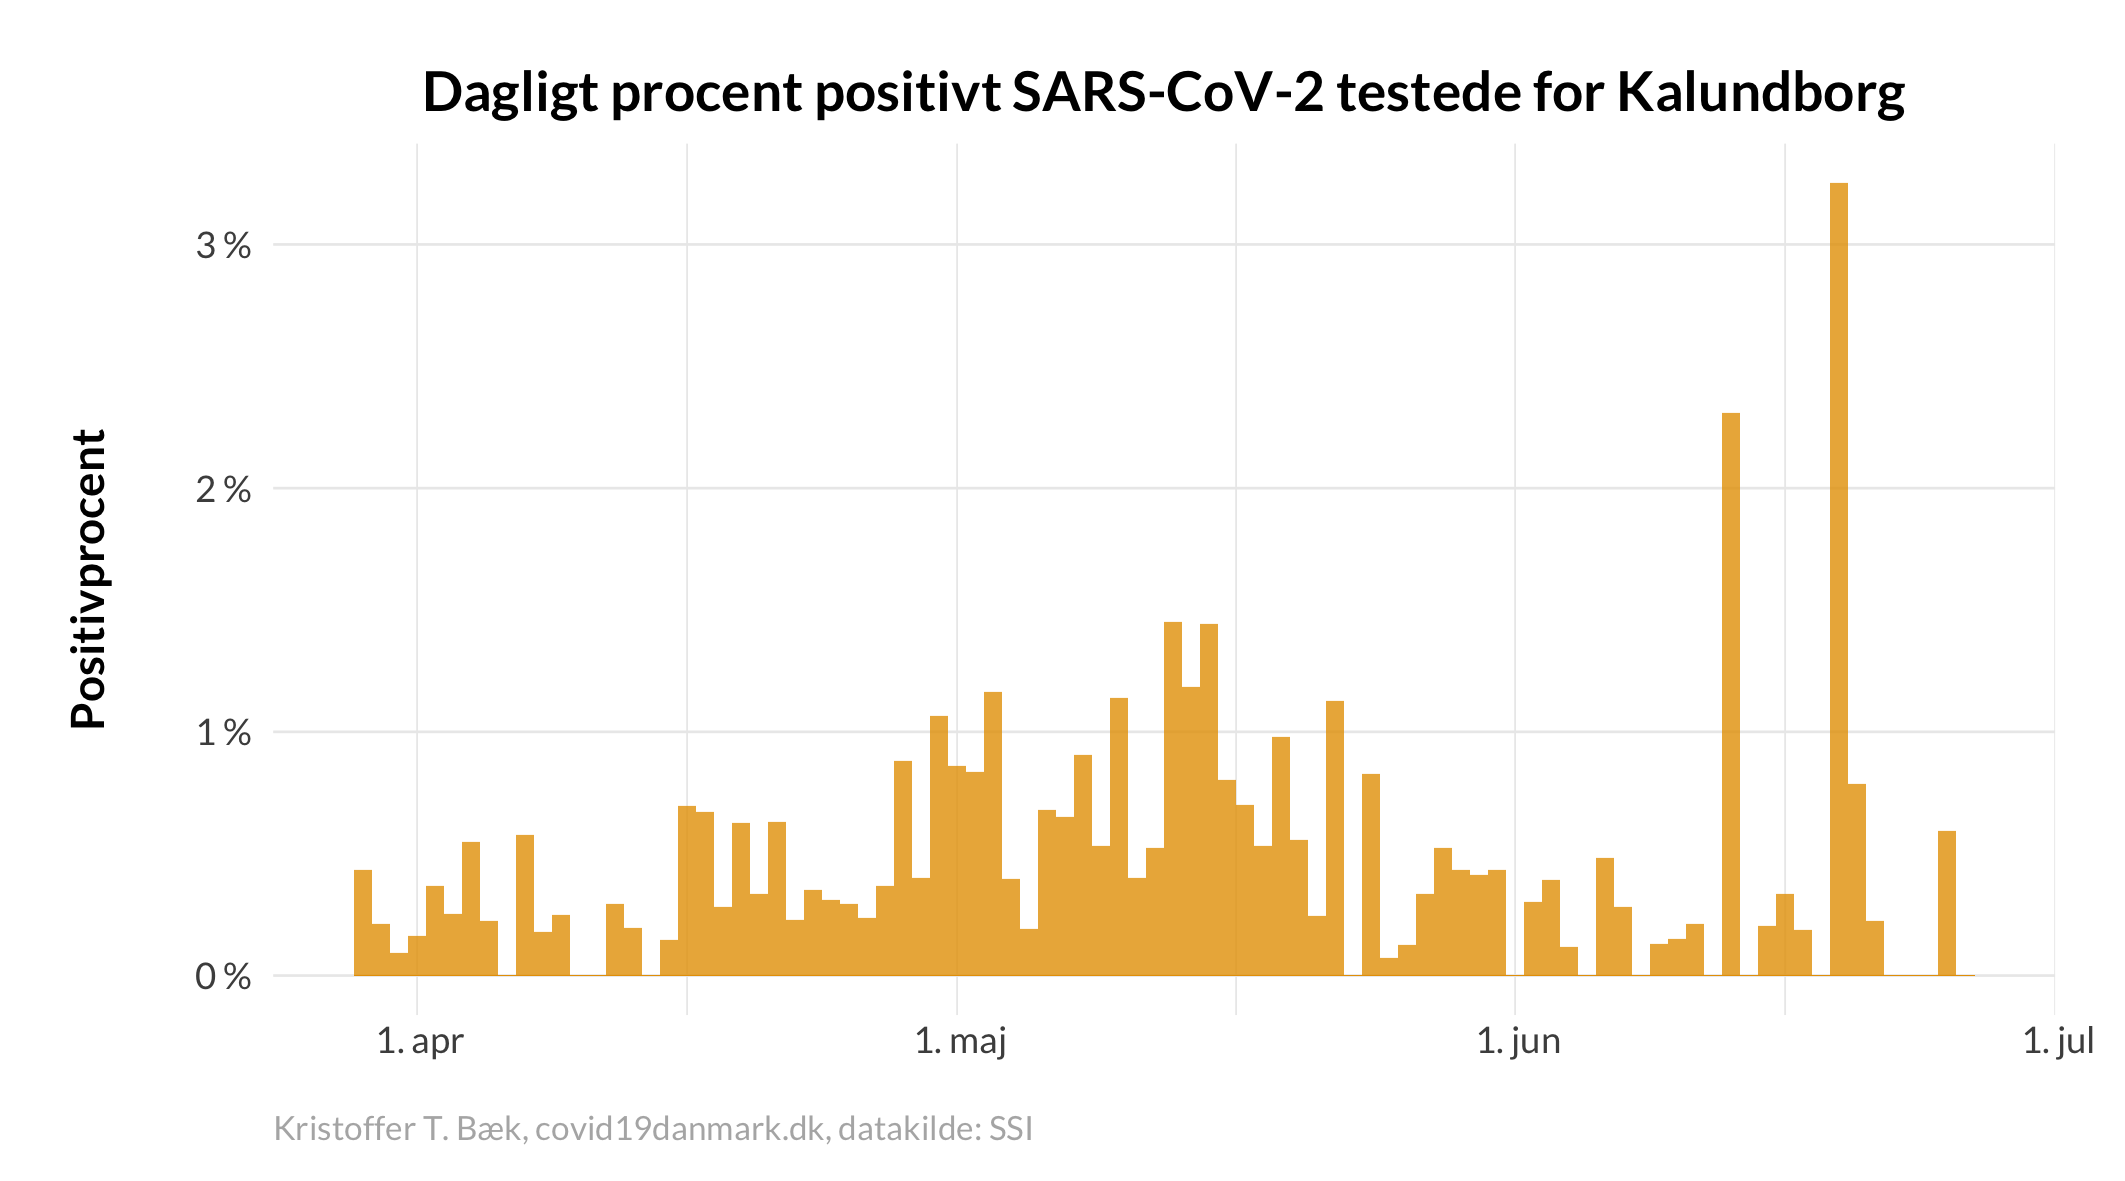 Dagligt procent positivt SARS-CoV-2 testede for Kalundborg
Positivprocent
3 %
2 %
1 %
0 %
1. apr
1. maj
1. jun
1. jul
Kristoffer T. Bæk, covid19danmark.dk, datakilde: SSI